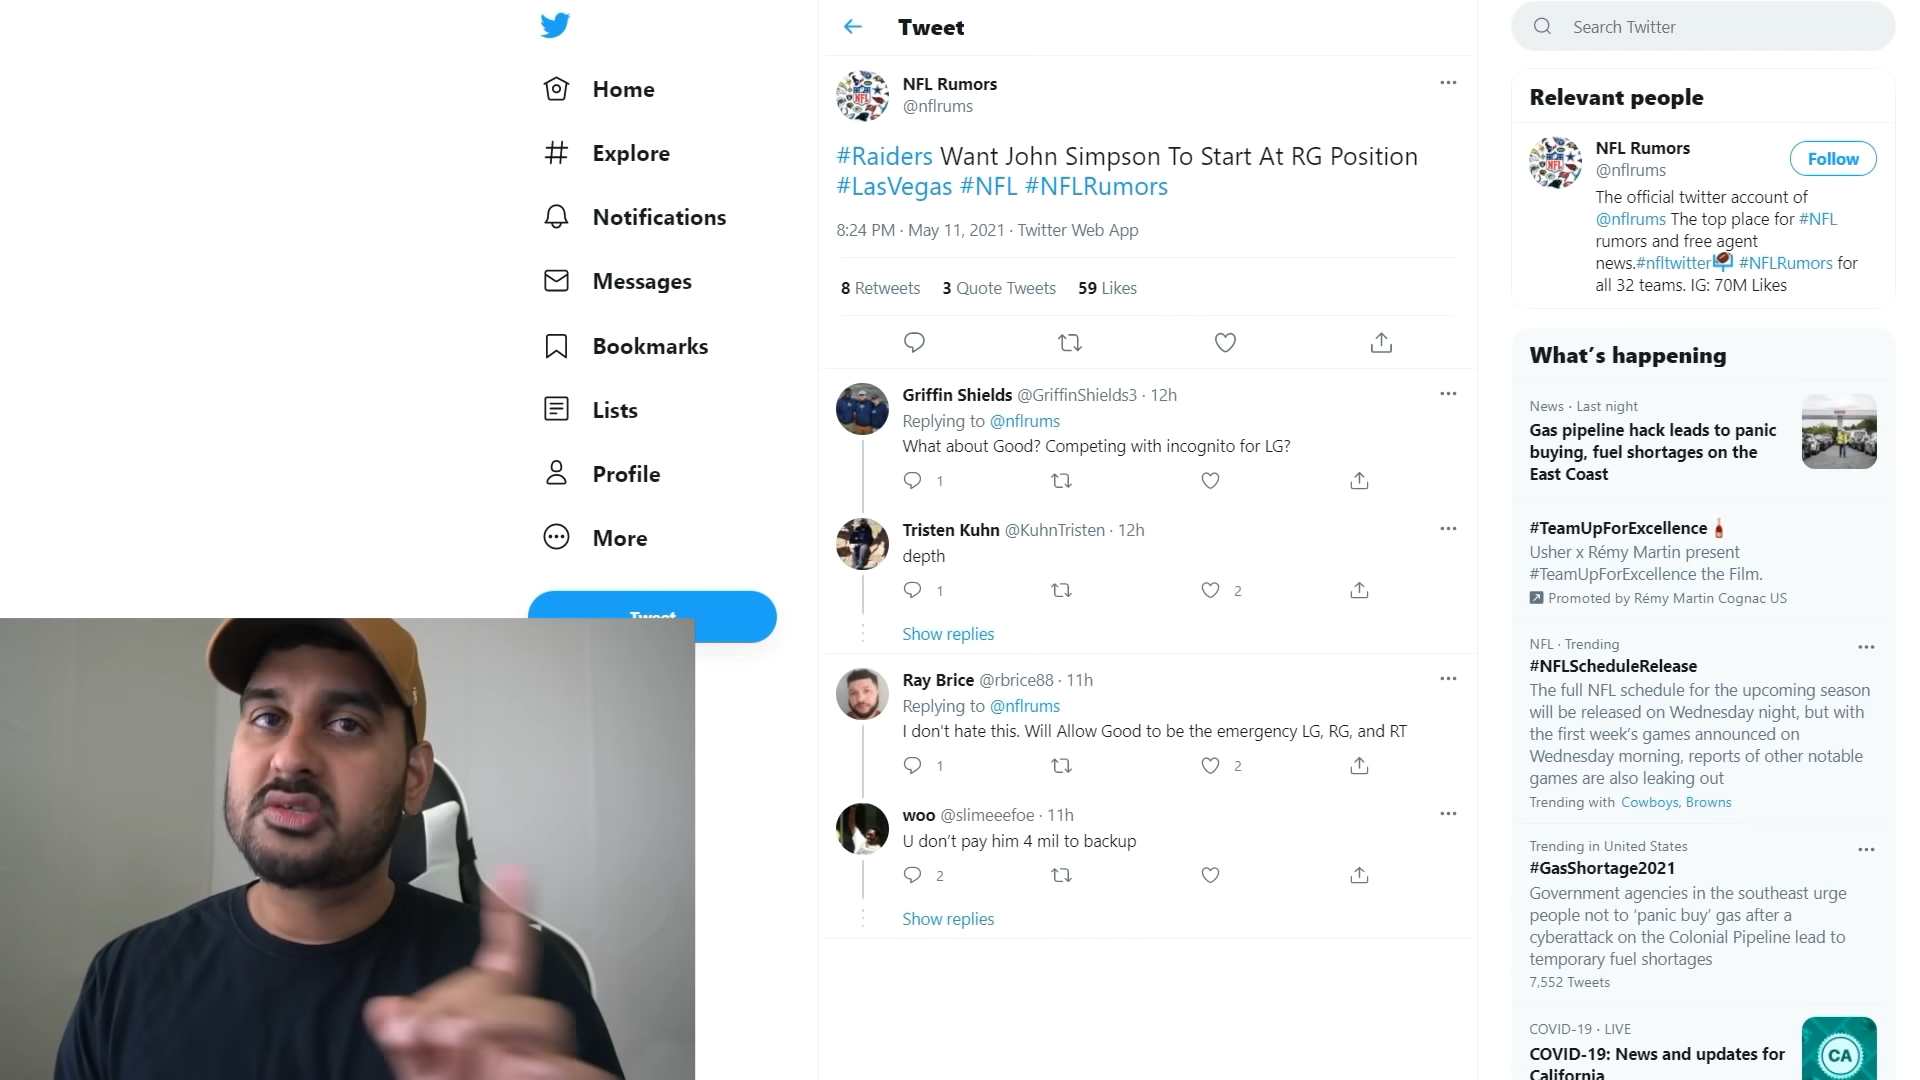 Home
Explore
Notifications
Messages
Bookmarks
Lists
Profile
More
Tweet
Tweet
NFL Rumors
@nflrums
#Raiders Want John Simpson To Start At RG Position
#LasVegas #NFL #NFLRumors
8:24 PM · May 11, 2021 · Twitter Web App
8 Retweets 3 Quote Tweets 59 Likes
Griffin Shields @GriffinShields3 · 12h
Replying to @nflrums
What about Good? Competing with incognito for LG?
1
Tristen Kuhn @KuhnTristen · 12h
depth
1 2
Show replies
Ray Brice @rbrice88 · 11h
Replying to @nflrums
I don't hate this. Will Allow Good to be the emergency LG, RG, and RT
1 2
woo @slimeeefoe · 11h
U don’t pay him 4 mil to backup
2
Show replies
Search Twitter
Relevant people
NFL Rumors
@nflrums
Follow
The official twitter account of
@nflrums The top place for #NFL
rumors and free agent
news.#nfltwitter #NFLRumors for
all 32 teams. IG: 70M Likes
What’s happening
News · Last night
Gas pipeline hack leads to panic
buying, fuel shortages on the
East Coast
#TeamUpForExcellence
Usher x Rémy Martin present
#TeamUpForExcellence the Film.
Promoted by Rémy Martin Cognac US
NFL · Trending
#NFLScheduleRelease
The full NFL schedule for the upcoming season
will be released on Wednesday night, but with
the first week’s games announced on
Wednesday morning, reports of other notable
games are also leaking out
Trending with Cowboys, Browns
Trending in United States
#GasShortage2021
Government agencies in the southeast urge
people not to ‘panic buy’ gas after a
cyberattack on the Colonial Pipeline lead to
temporary fuel shortages
7,552 Tweets
COVID-19 · LIVE
COVID-19: News and updates for
California
CA